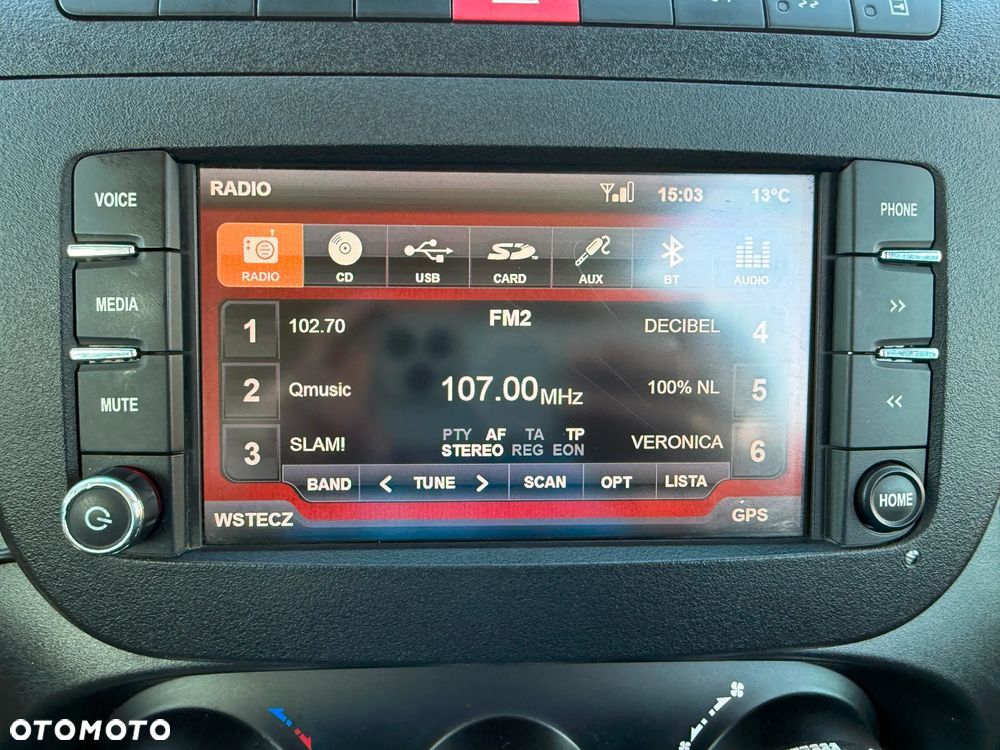 VOICE
MEDIA
MUTE
RADIO 15:03 13°C
RADIO CD USB SD CARD AUX BT AUDIO
1 102.70 FM2 DECIBEL 4
2 Qmusic 107.00MHz 100% NL 5
3 SLAM! PTY AF TA TP VERONICA 6
STEREO REG EON
BAND < TUNE > SCAN OPT LISTA
WSTECZ GPS
PHONE
>>
<<
HOME
OTOMOTO